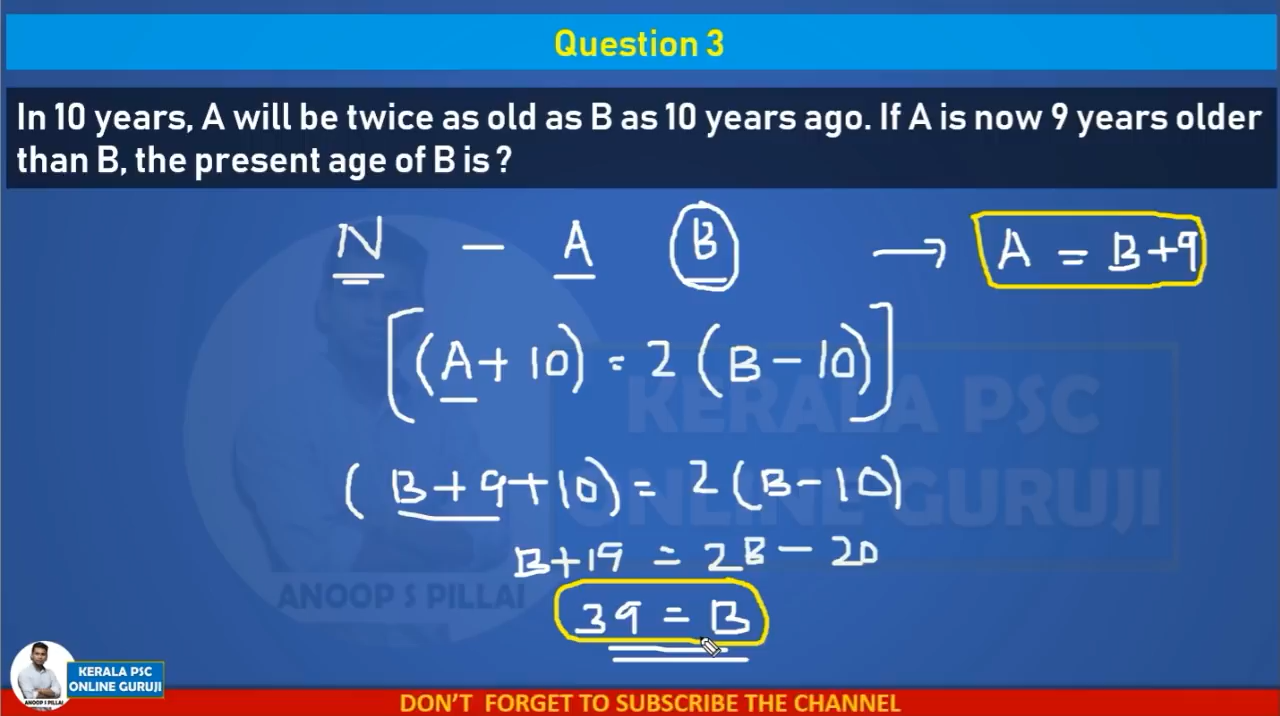 Question 3
In 10 years, A will be twice as old as B as 10 years ago. If A is now 9 years older
than B, the present age of B is ?
N - A B → A = B+9
[(A+ 10) = 2 (B - 10)]
( B+9+10) = 2 (B- 10)
B+19 = 2B - 20
39 = B
KERALA PSC
ONLINE GURUJI
ANOOP S PILLAI
KERALA PSC
ONLINE GURUJI
ANOOP S PILLAI
DON'T FORGET TO SUBSCRIBE THE CHANNEL